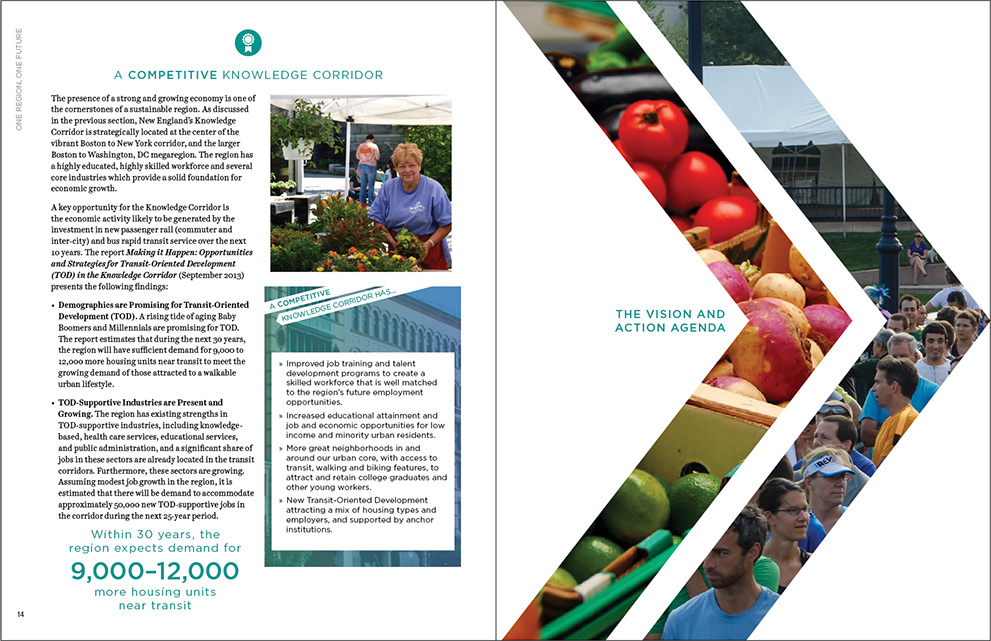 ONE REGION, ONE FUTURE
A COMPETITIVE KNOWLEDGE CORRIDOR
The presence of a strong and growing economy is one of
the cornerstones of a sustainable region. As discussed
in the previous section, New England's Knowledge
Corridor is strategically located at the center of the
vibrant Boston to New York corridor, and the larger
Boston to Washington, DC megaregion. The region has
a highly educated, highly skilled workforce and several
core industries which provide a solid foundation for
economic growth.
A key opportunity for the Knowledge Corridor is
the economic activity likely to be generated by the
investment in new passenger rail (commuter and
inter-city) and bus rapid transit service over the next
10 years. The report Making it Happen: Opportunities
and Strategies for Transit-Oriented Development
(TOD) in the Knowledge Corridor (September 2013)
presents the following findings:
• Demographics are Promising for Transit-Oriented
Development (TOD). A rising tide of aging Baby
Boomers and Millennials are promising for TOD.
The report estimates that during the next 30 years,
the region will have sufficient demand for 9,000 to
12,000 more housing units near transit to meet the
growing demand of those attracted to a walkable
urban lifestyle.
• TOD-Supportive Industries are Present and
Growing. The region has existing strengths in
TOD-supportive industries, including knowledge-
based, health care services, educational services,
and public administration, and a significant share of
jobs in these sectors are already located in the transit
corridors. Furthermore, these sectors are growing.
Assuming modest job growth in the region, it is
estimated that there will be demand to accommodate
approximately 50,000 new TOD-supportive jobs in
the corridor during the next 25-year period.
Within 30 years, the
region expects demand for
9,000–12,000
more housing units
near transit
14
A COMPETITIVE
KNOWLEDGE CORRIDOR HAS...
» Improved job training and talent
development programs to create a
skilled workforce that is well matched
to the region's future employment
opportunities.
» Increased educational attainment and
job and economic opportunities for low
income and minority urban residents.
» More great neighborhoods in and
around our urban core, with access to
transit, walking and biking features, to
attract and retain college graduates and
other young workers.
» New Transit-Oriented Development
attracting a mix of housing types and
employers, and supported by anchor
institutions.
THE VISION AND
ACTION AGENDA